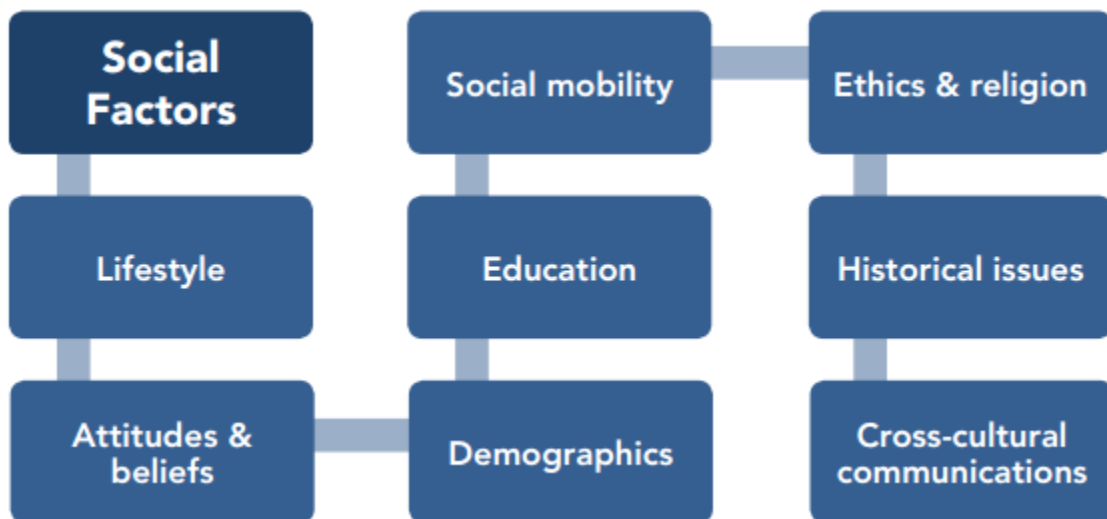 Social
Factors
Lifestyle
Attitudes &
beliefs
Demographics
Education
Social mobility
Ethics & religion
Historical issues
Cross-cultural
communications